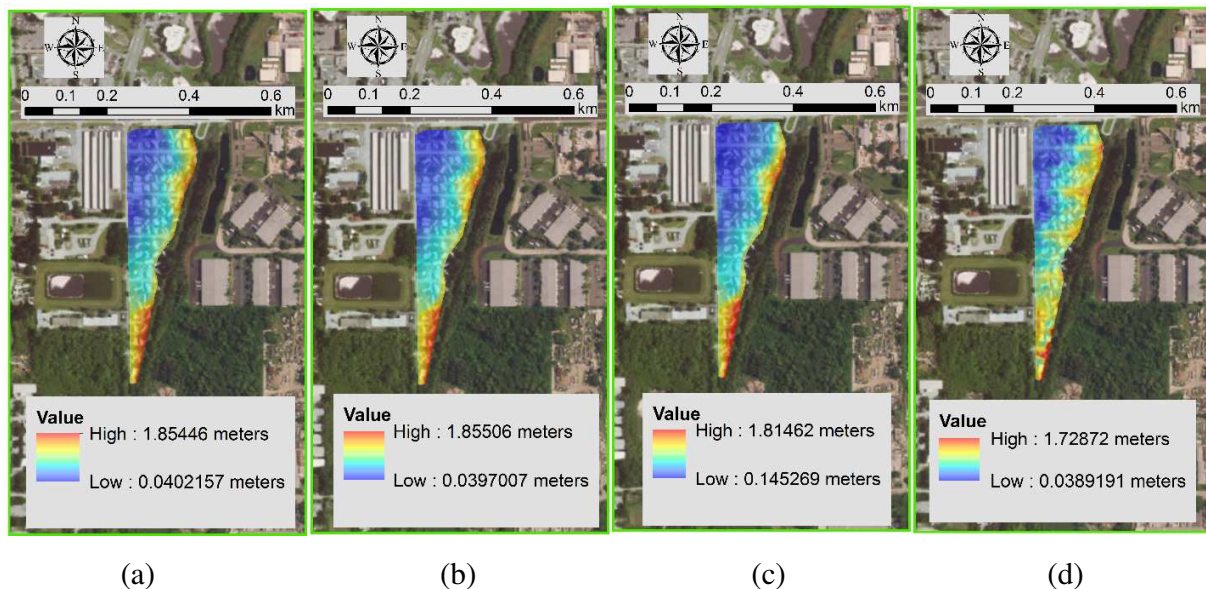 N
W E
S
0 0.1 0.2 0.4 0.6
km
Value
High : 1.85446 meters
Low : 0.0402157 meters
(a)
N
W E
S
0 0.1 0.2 0.4 0.6
km
Value
High : 1.85506 meters
Low : 0.0397007 meters
(b)
N
W E
S
0 0.1 0.2 0.4 0.6
km
Value
High : 1.81462 meters
Low : 0.145269 meters
(c)
N
W E
S
0 0.1 0.2 0.4 0.6
km
Value
High : 1.72872 meters
Low : 0.0389191 meters
(d)